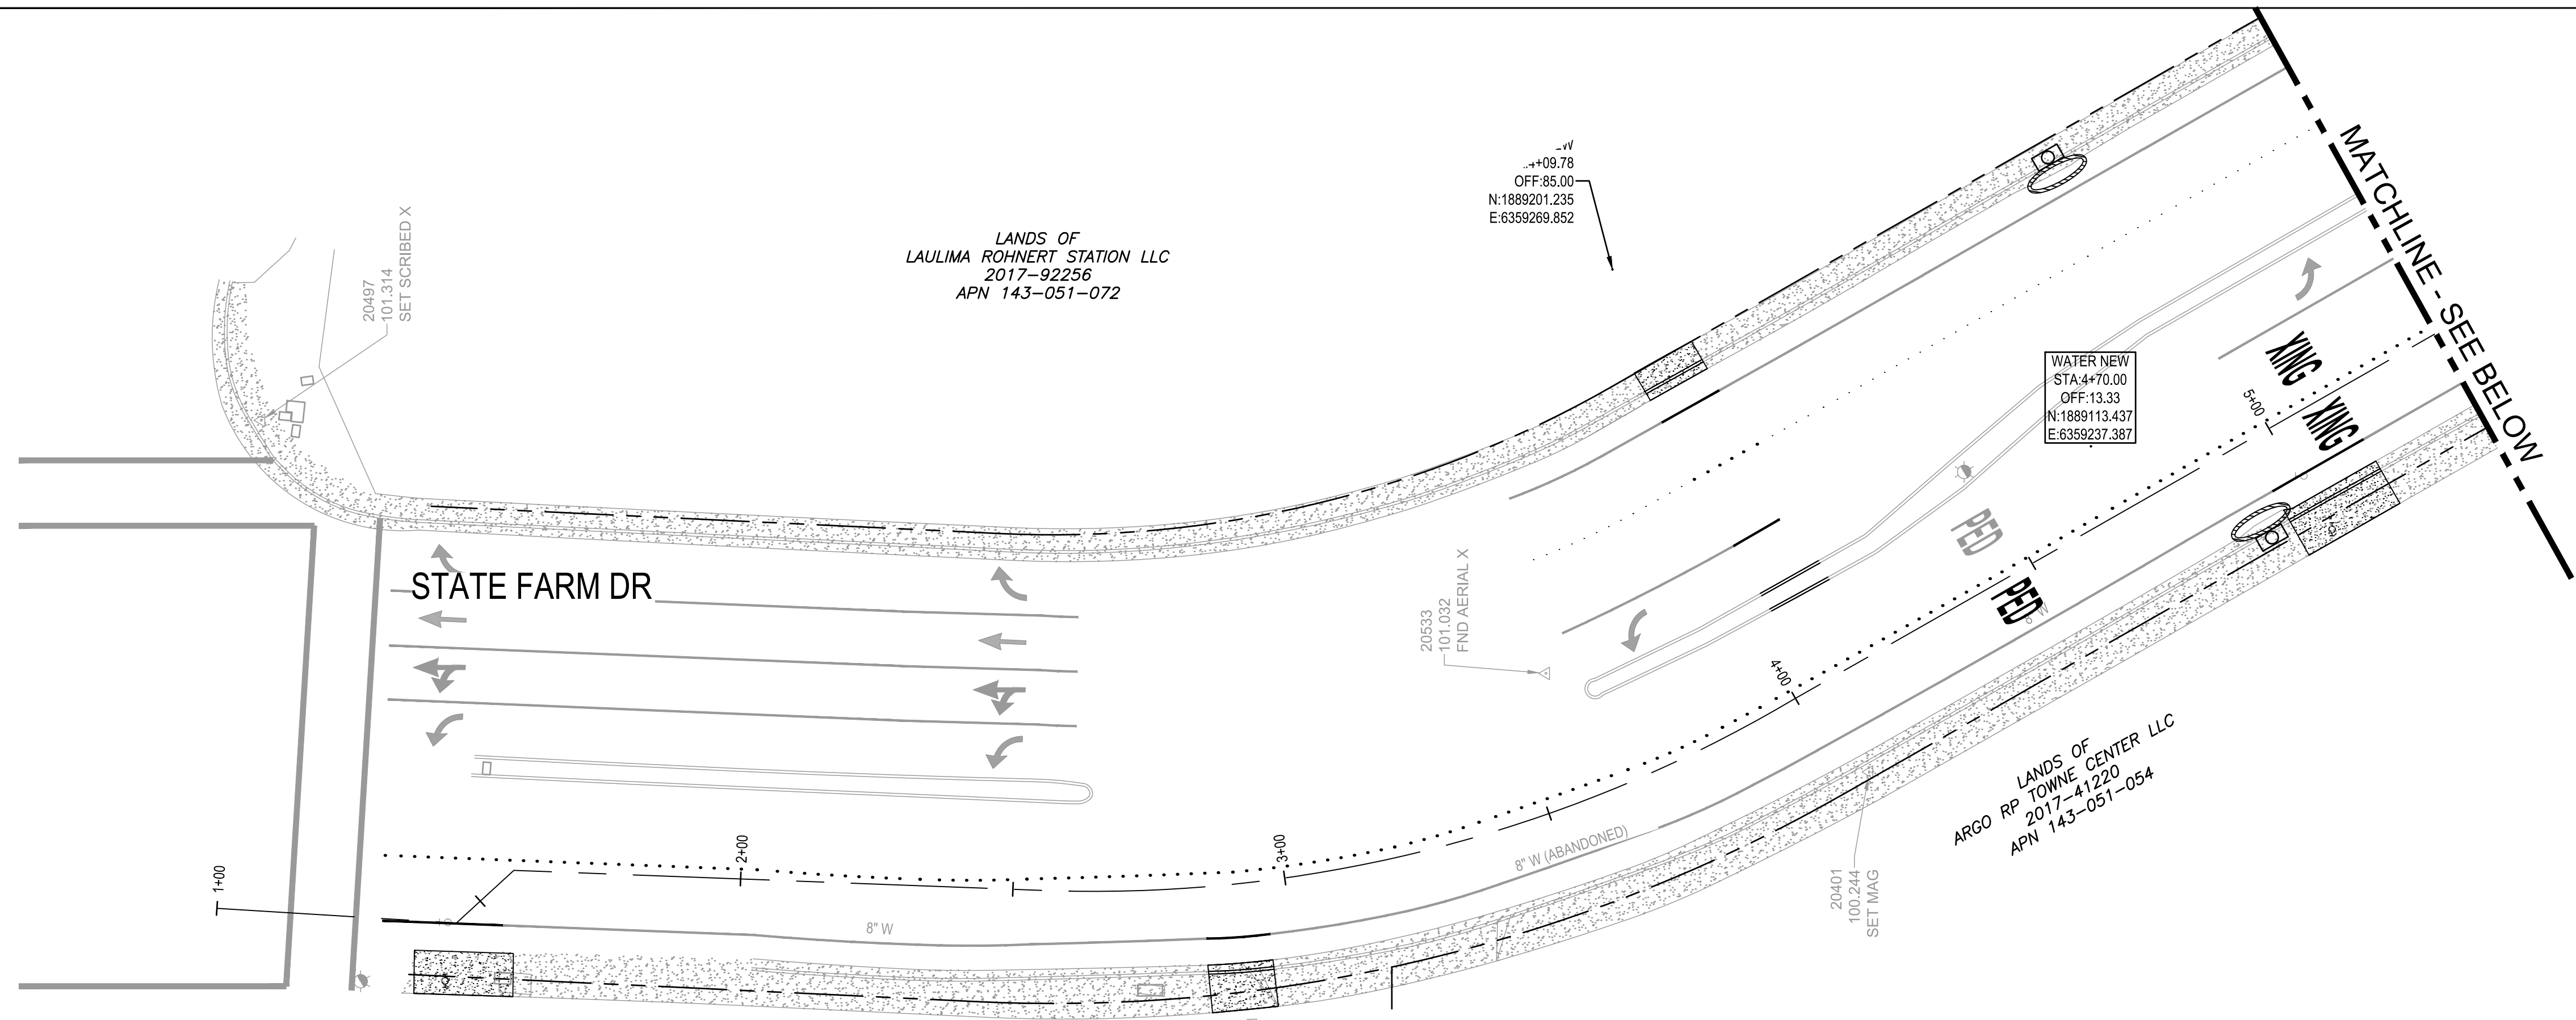 LANDS OF
LAULIMA ROHNERT STATION LLC
2017-92256
APN 143-051-072
20497
101.314
SET SCRIBED X
4+09.78
OFF:85.00
N:1889201.235
E:6359269.852
MATCHLINE - SEE BELOW
WATER NEW
STA:4+70.00
OFF:13.33
N:1889113.437
E:6359237.387
XING
XING
5+00
PED
PED
W
STATE FARM DR
20533
101.032
FND AERIAL X
4+00
LANDS OF
ARGO RP TOWNE CENTER LLC
2017-41220
APN 143-051-054
1+00
2+00
3+00
8" W (ABANDONED)
8" W
20401
100.244
SET MAG